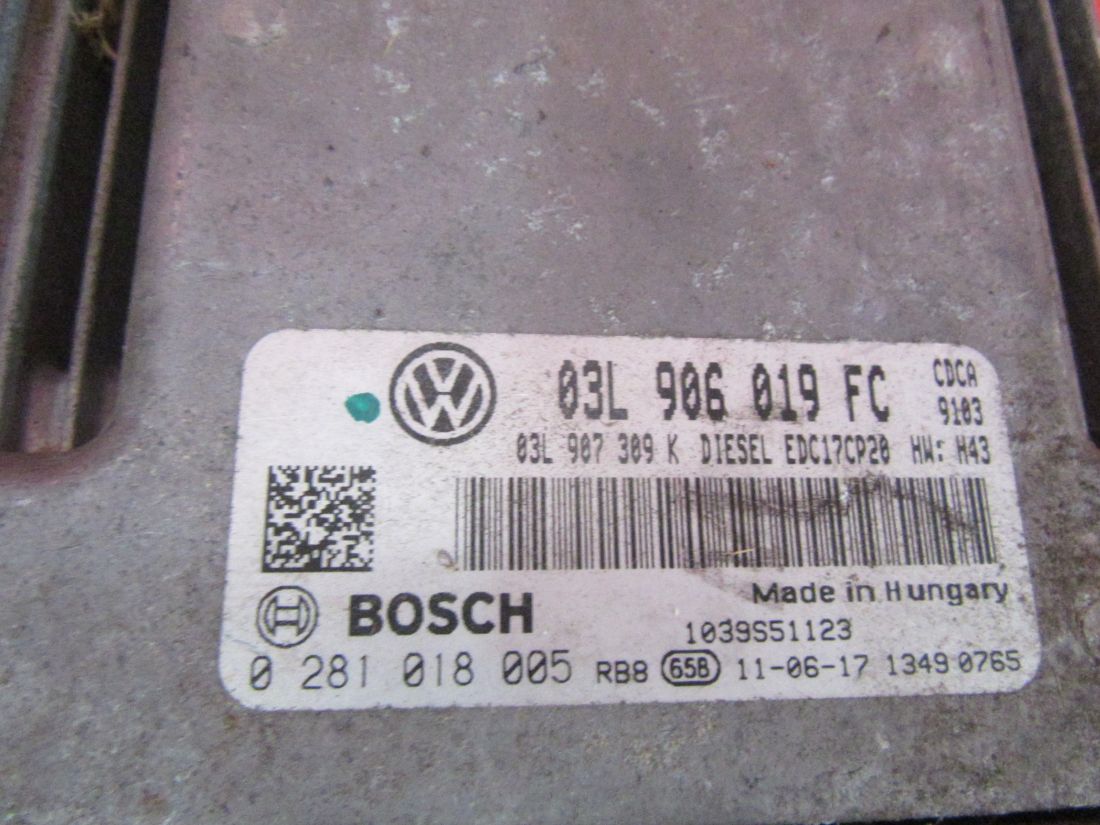 03L 906 019 FC CDCA
9103
03L 907 309 K DIESEL EDC17CP20 HW: H43
Made in Hungary
BOSCH
1039S51123
0 281 018 005 RB8 65B 11-06-17 1349 0765